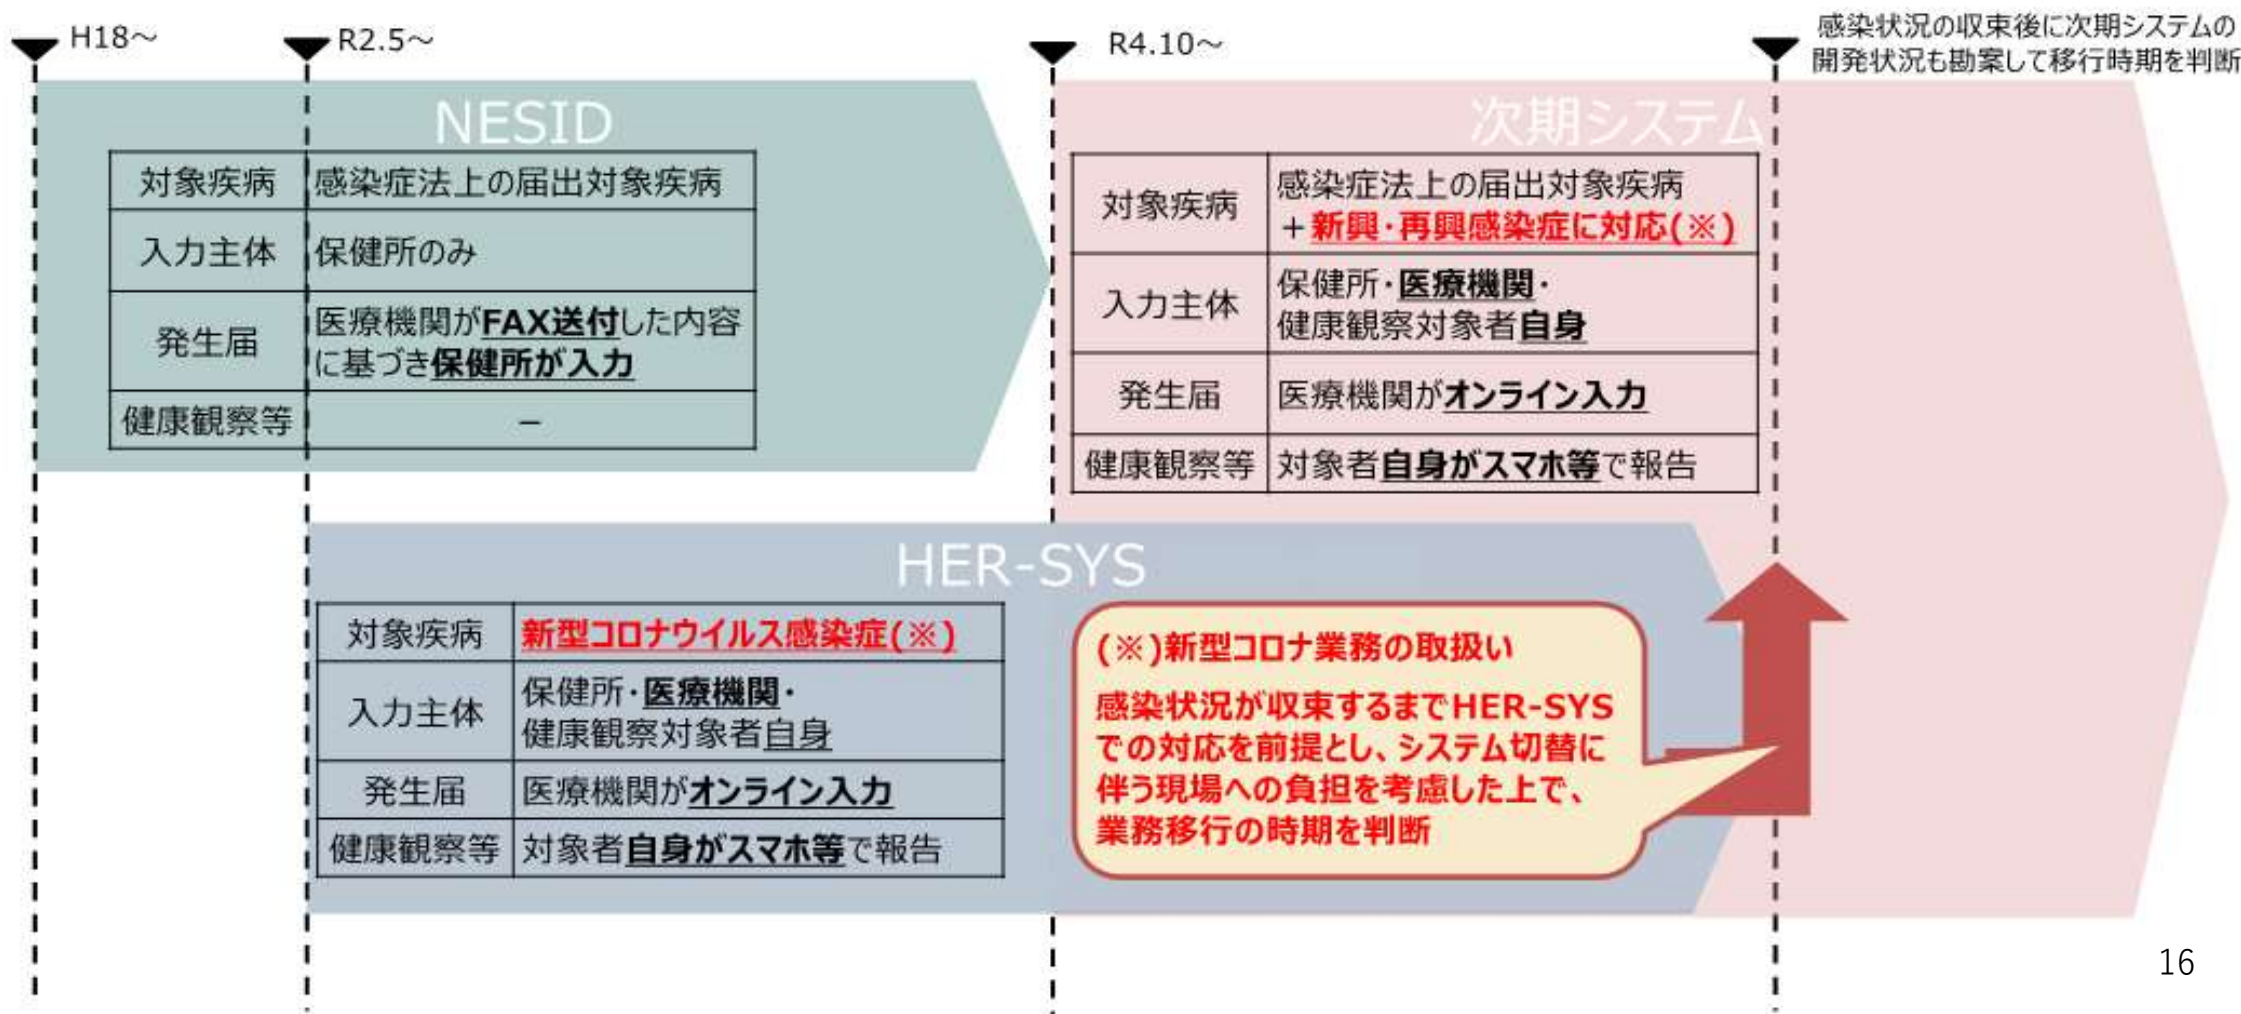 H18～
R2.5～
R4.10～
感染状況の収束後に次期システムの
開発状況も勘案して移行時期を判断
NESID
対象疾病
感染症法上の届出対象疾病
入力主体
保健所のみ
発生届
医療機関がFAX送付した内容
に基づき保健所が入力
健康観察等
－
次期システム
対象疾病
感染症法上の届出対象疾病
＋新興・再興感染症に対応(※)
入力主体
保健所・医療機関・
健康観察対象者自身
発生届
医療機関がオンライン入力
健康観察等
対象者自身がスマホ等で報告
HER-SYS
対象疾病
新型コロナウイルス感染症(※)
入力主体
保健所・医療機関・
健康観察対象者自身
発生届
医療機関がオンライン入力
健康観察等
対象者自身がスマホ等で報告
(※)新型コロナ業務の取扱い
感染状況が収束するまでHER-SYS
での対応を前提とし、システム切替に
伴う現場への負担を考慮した上で、
業務移行の時期を判断
16